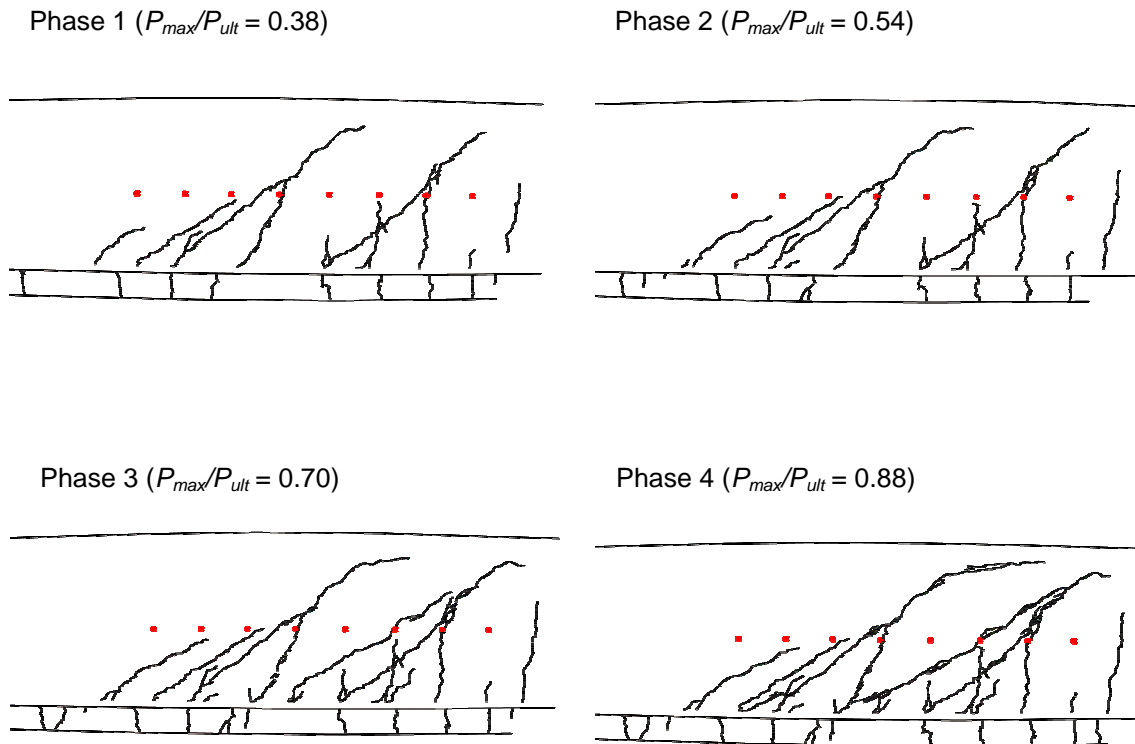 Phase 1 (Pmax/Pult = 0.38)
Phase 2 (Pmax/Pult = 0.54)
Phase 3 (Pmax/Pult = 0.70)
Phase 4 (Pmax/Pult = 0.88)